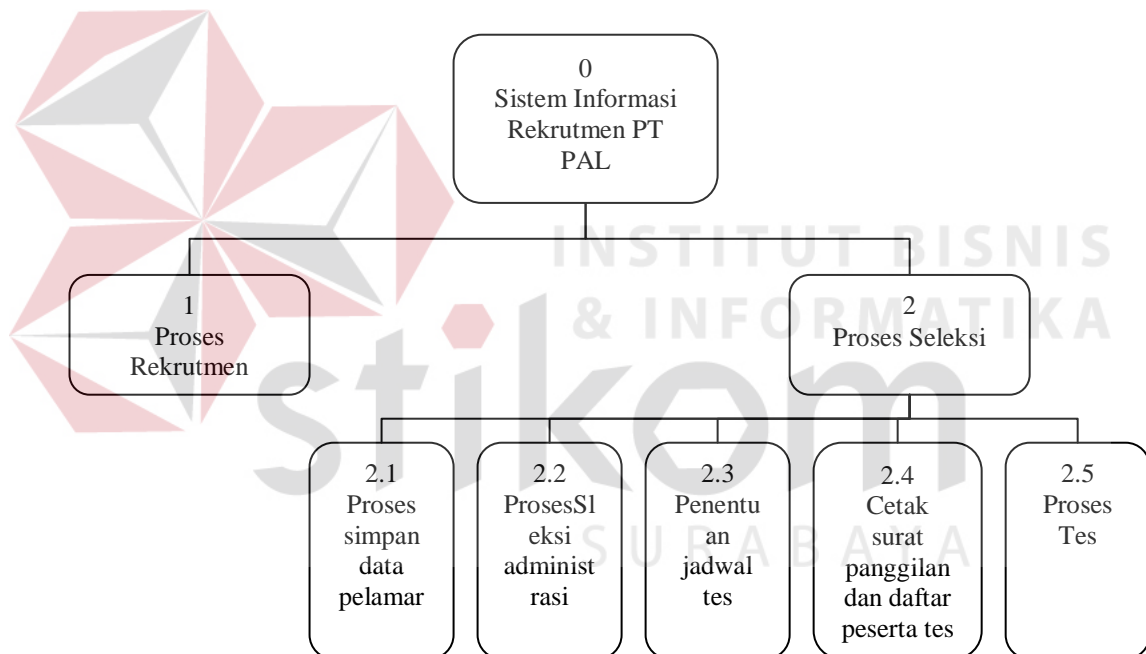 0
Sistem Informasi
Rekrutmen PT
PAL
INSTITUT BISNIS
& INFORMATIKA
stikom
SURABAYA
1
Proses
Rekrutmen
2
Proses Seleksi
2.1
Proses
simpan
data
pelamar
2.2
ProsesSl
eksi
administ
rasi
2.3
Penentu
an
jadwal
tes
2.4
Cetak
surat
panggilan
dan daftar
peserta tes
2.5
Proses
Tes